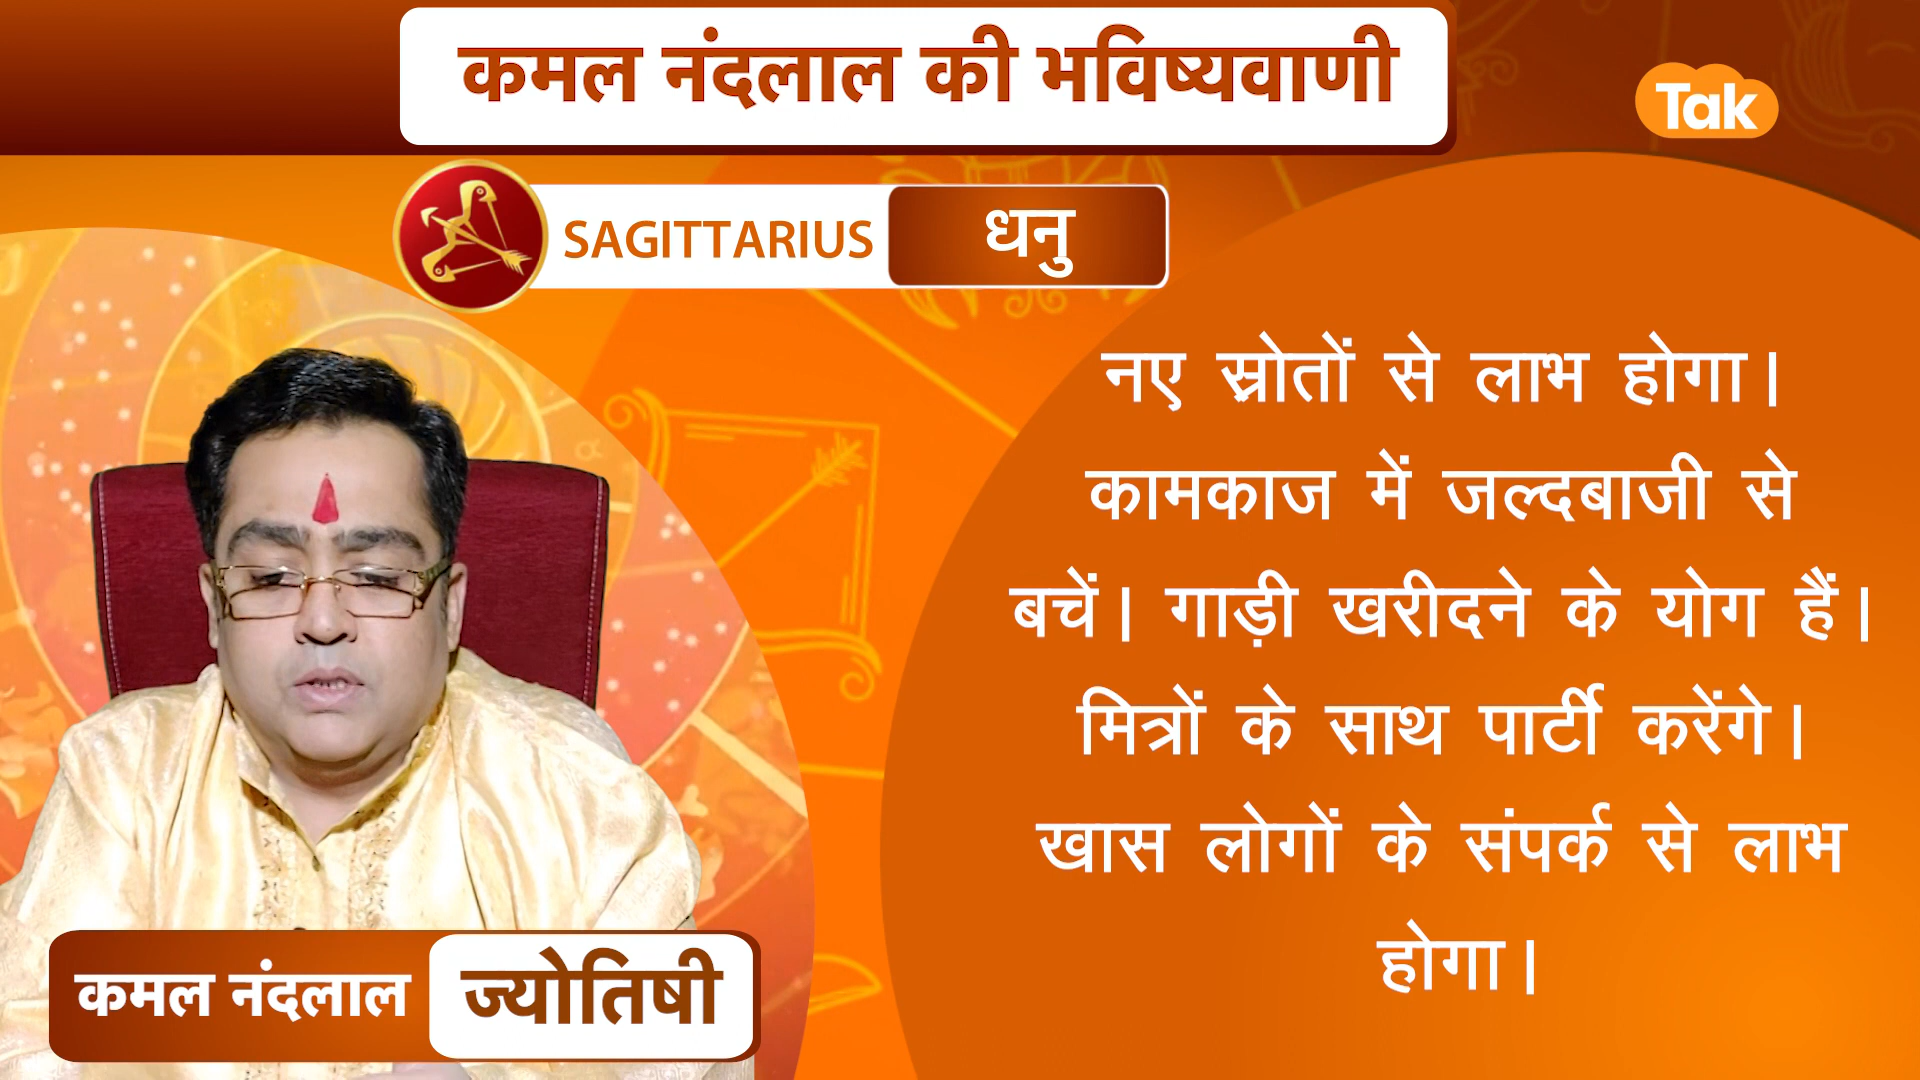 कमल नंदलाल की भविष्यवाणी
Tak
SAGITTARIUS धनु
नए स्रोतों से लाभ होगा।
कामकाज में जल्दबाजी से
बचें। गाड़ी खरीदने के योग हैं।
मित्रों के साथ पार्टी करेंगे।
खास लोगों के संपर्क से लाभ
होगा।
कमल नंदलाल ज्योतिषी